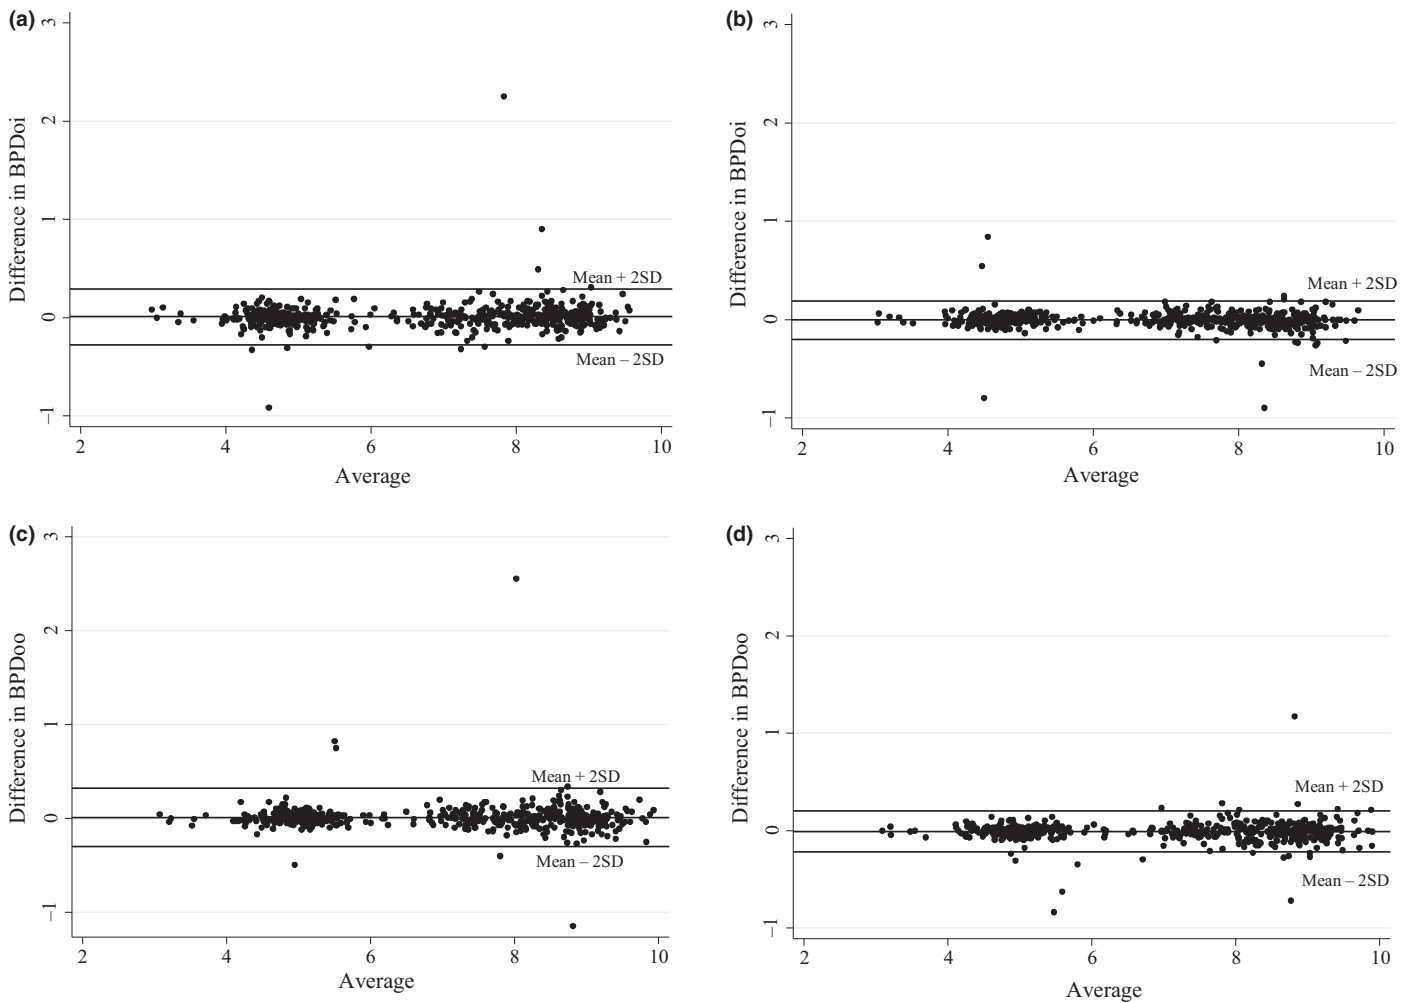 (a)
3
2
1
0
−1
Difference in BPDoi
Mean + 2SD
Mean – 2SD
2 4 6 8 10
Average
(b)
3
2
1
0
−1
Difference in BPDoi
Mean + 2SD
Mean – 2SD
2 4 6 8 10
Average
(c)
3
2
1
0
−1
Difference in BPDoo
Mean + 2SD
Mean – 2SD
2 4 6 8 10
Average
(d)
3
2
1
0
−1
Difference in BPDoo
Mean + 2SD
Mean – 2SD
2 4 6 8 10
Average